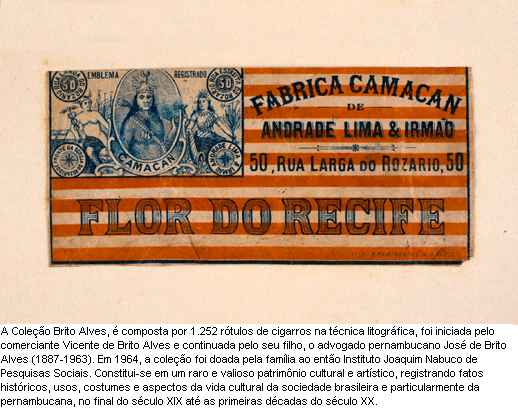 EMBLEMA REGISTRADO
50
50
CAMACAN
FABRICA CAMACAN
DE
ANDRADE LIMA & IRMÃO
50, RUA LARGA DO ROZARIO, 50
FLOR DO RECIFE
A Coleção Brito Alves, é composta por 1.252 rótulos de cigarros na técnica litográfica, foi iniciada pelo
comerciante Vicente de Brito Alves e continuada pelo seu filho, o advogado pernambucano José de Brito
Alves (1887-1963). Em 1964, a coleção foi doada pela família ao então Instituto Joaquim Nabuco de
Pesquisas Sociais. Constitui-se em um raro e valioso patrimônio cultural e artístico, registrando fatos
históricos, usos, costumes e aspectos da vida cultural da sociedade brasileira e particularmente da
pernambucana, no final do século XIX até as primeiras décadas do século XX.